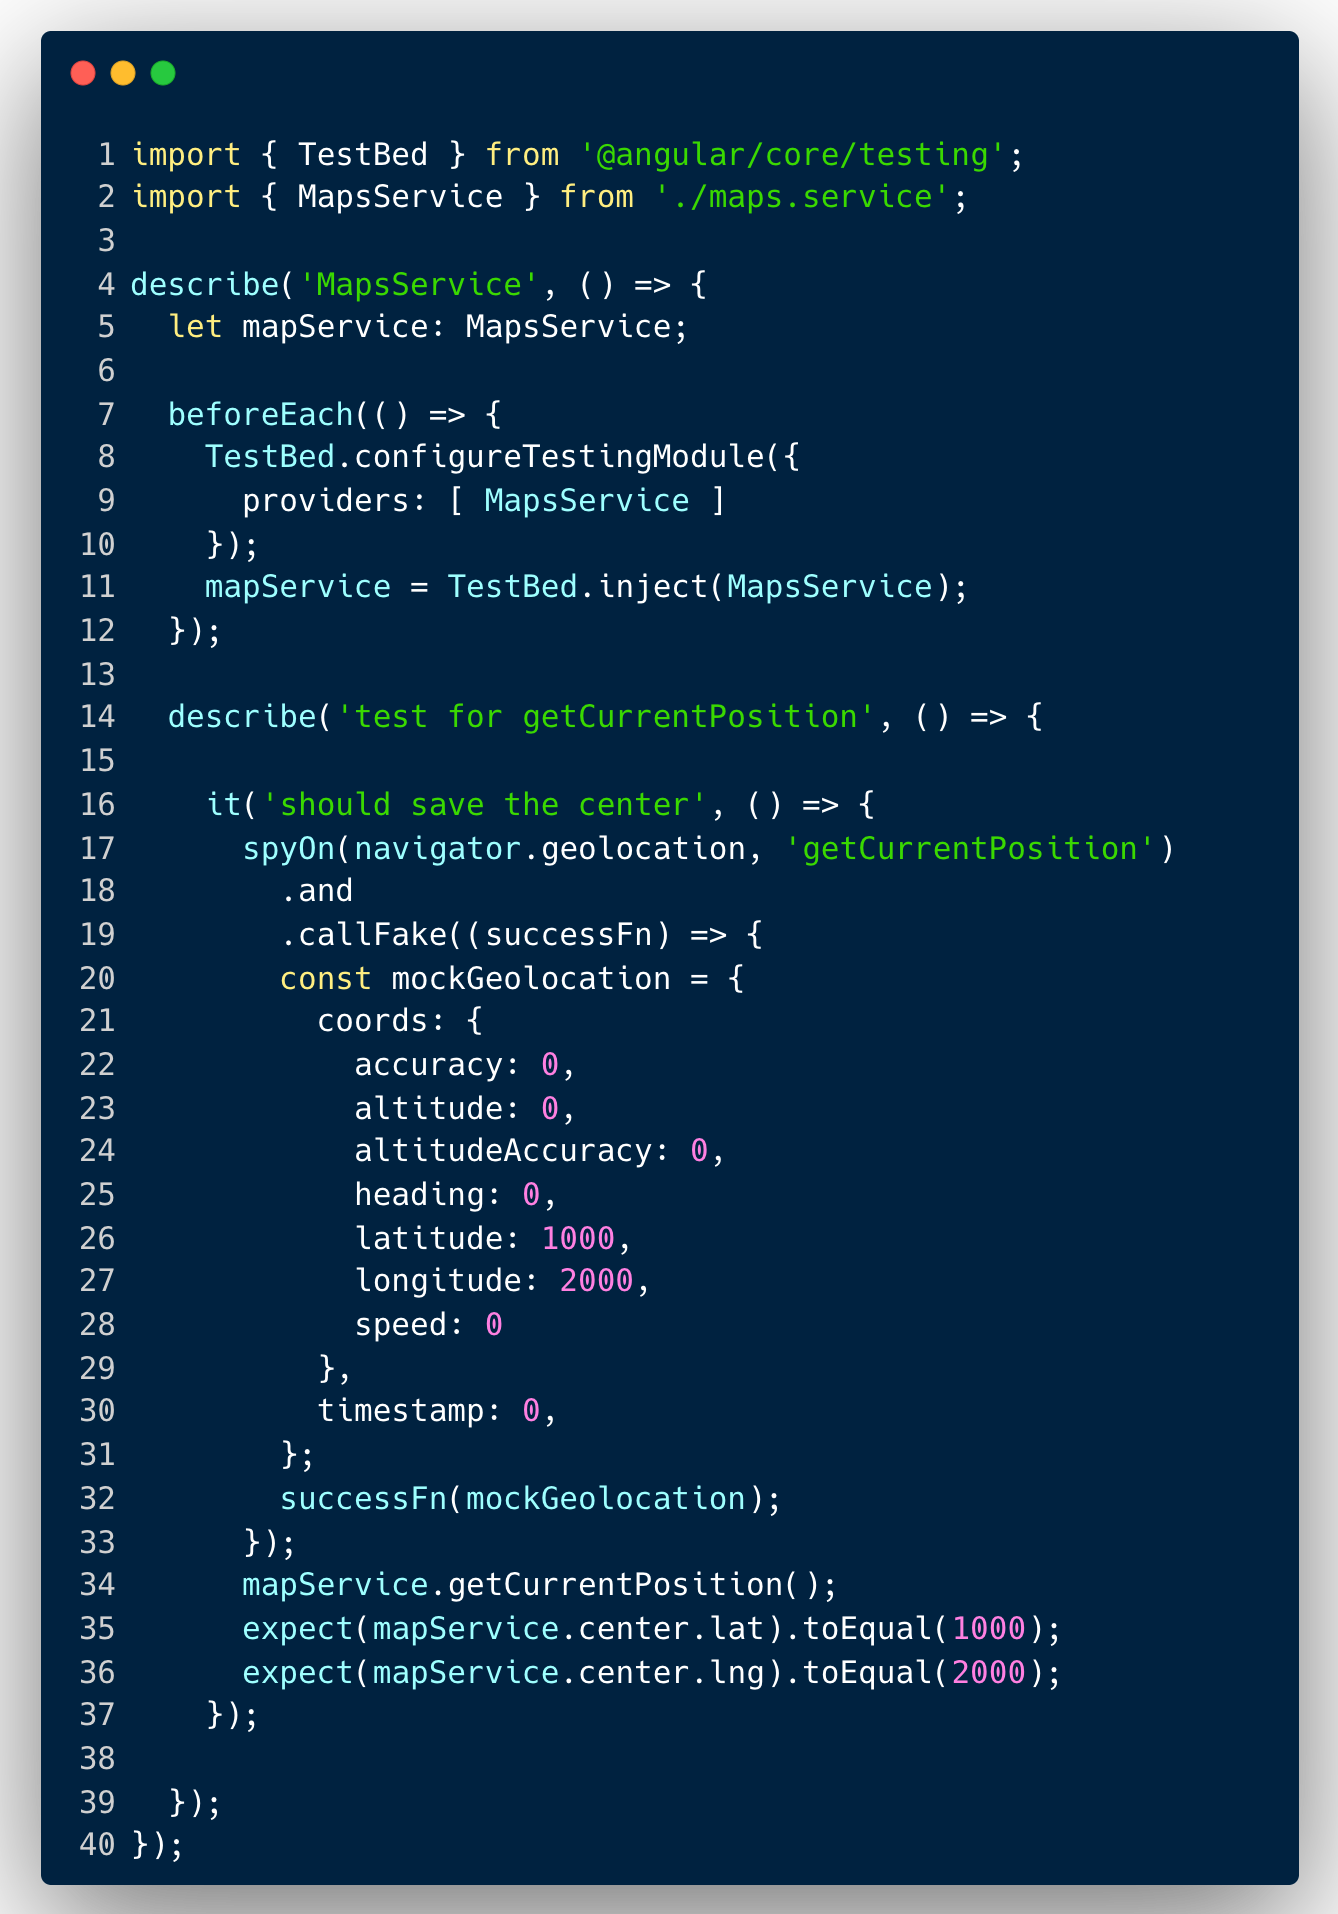 1 import { TestBed } from '@angular/core/testing';
2 import { MapsService } from './maps.service';
3
4 describe('MapsService', () => {
5   let mapService: MapsService;
6
7   beforeEach(() => {
8     TestBed.configureTestingModule({
9       providers: [ MapsService ]
10     });
11     mapService = TestBed.inject(MapsService);
12   });
13
14   describe('test for getCurrentPosition', () => {
15
16     it('should save the center', () => {
17       spyOn(navigator.geolocation, 'getCurrentPosition')
18         .and
19         .callFake((successFn) => {
20         const mockGeolocation = {
21           coords: {
22             accuracy: 0,
23             altitude: 0,
24             altitudeAccuracy: 0,
25             heading: 0,
26             latitude: 1000,
27             longitude: 2000,
28             speed: 0
29           },
30           timestamp: 0,
31         };
32         successFn(mockGeolocation);
33       });
34       mapService.getCurrentPosition();
35       expect(mapService.center.lat).toEqual(1000);
36       expect(mapService.center.lng).toEqual(2000);
37     });
38
39   });
40 });